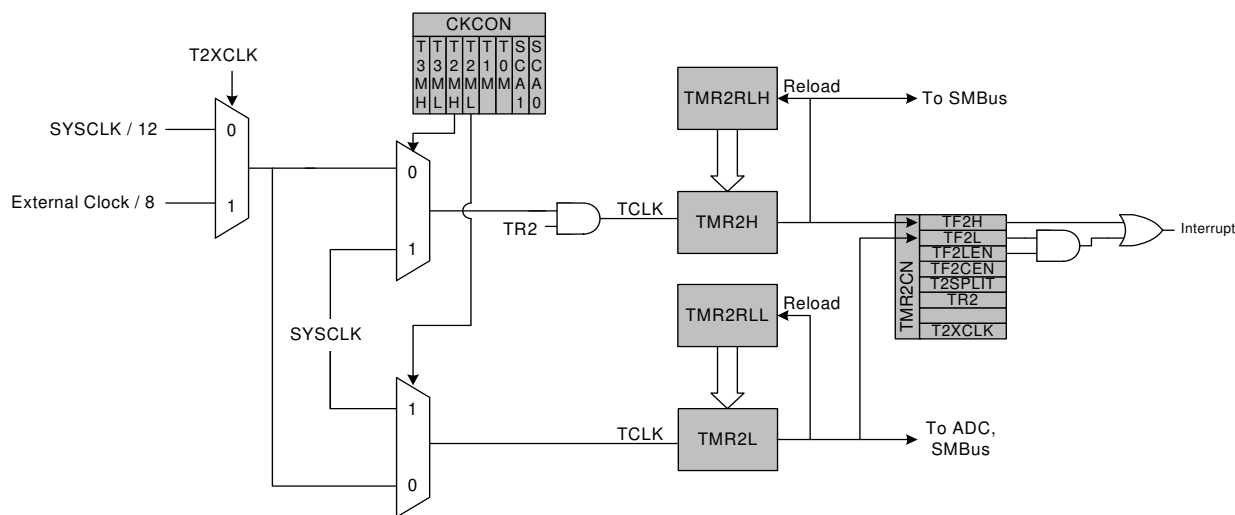 CKCON
T3MH
T3ML
T2MH
T2ML
T1M
T0M
SCA1
SCA0
T2XCLK
SYSCLK / 12
0
External Clock / 8
1
0
1
SYSCLK
1
0
TR2
TCLK
TMR2RLH
Reload
To SMBus
TMR2H
TMR2RLL
Reload
TCLK
TMR2L
To ADC,
SMBus
TMR2CN
TF2H
TF2L
TF2LEN
TF2CEN
T2SPLIT
TR2
T2XCLK
Interrupt